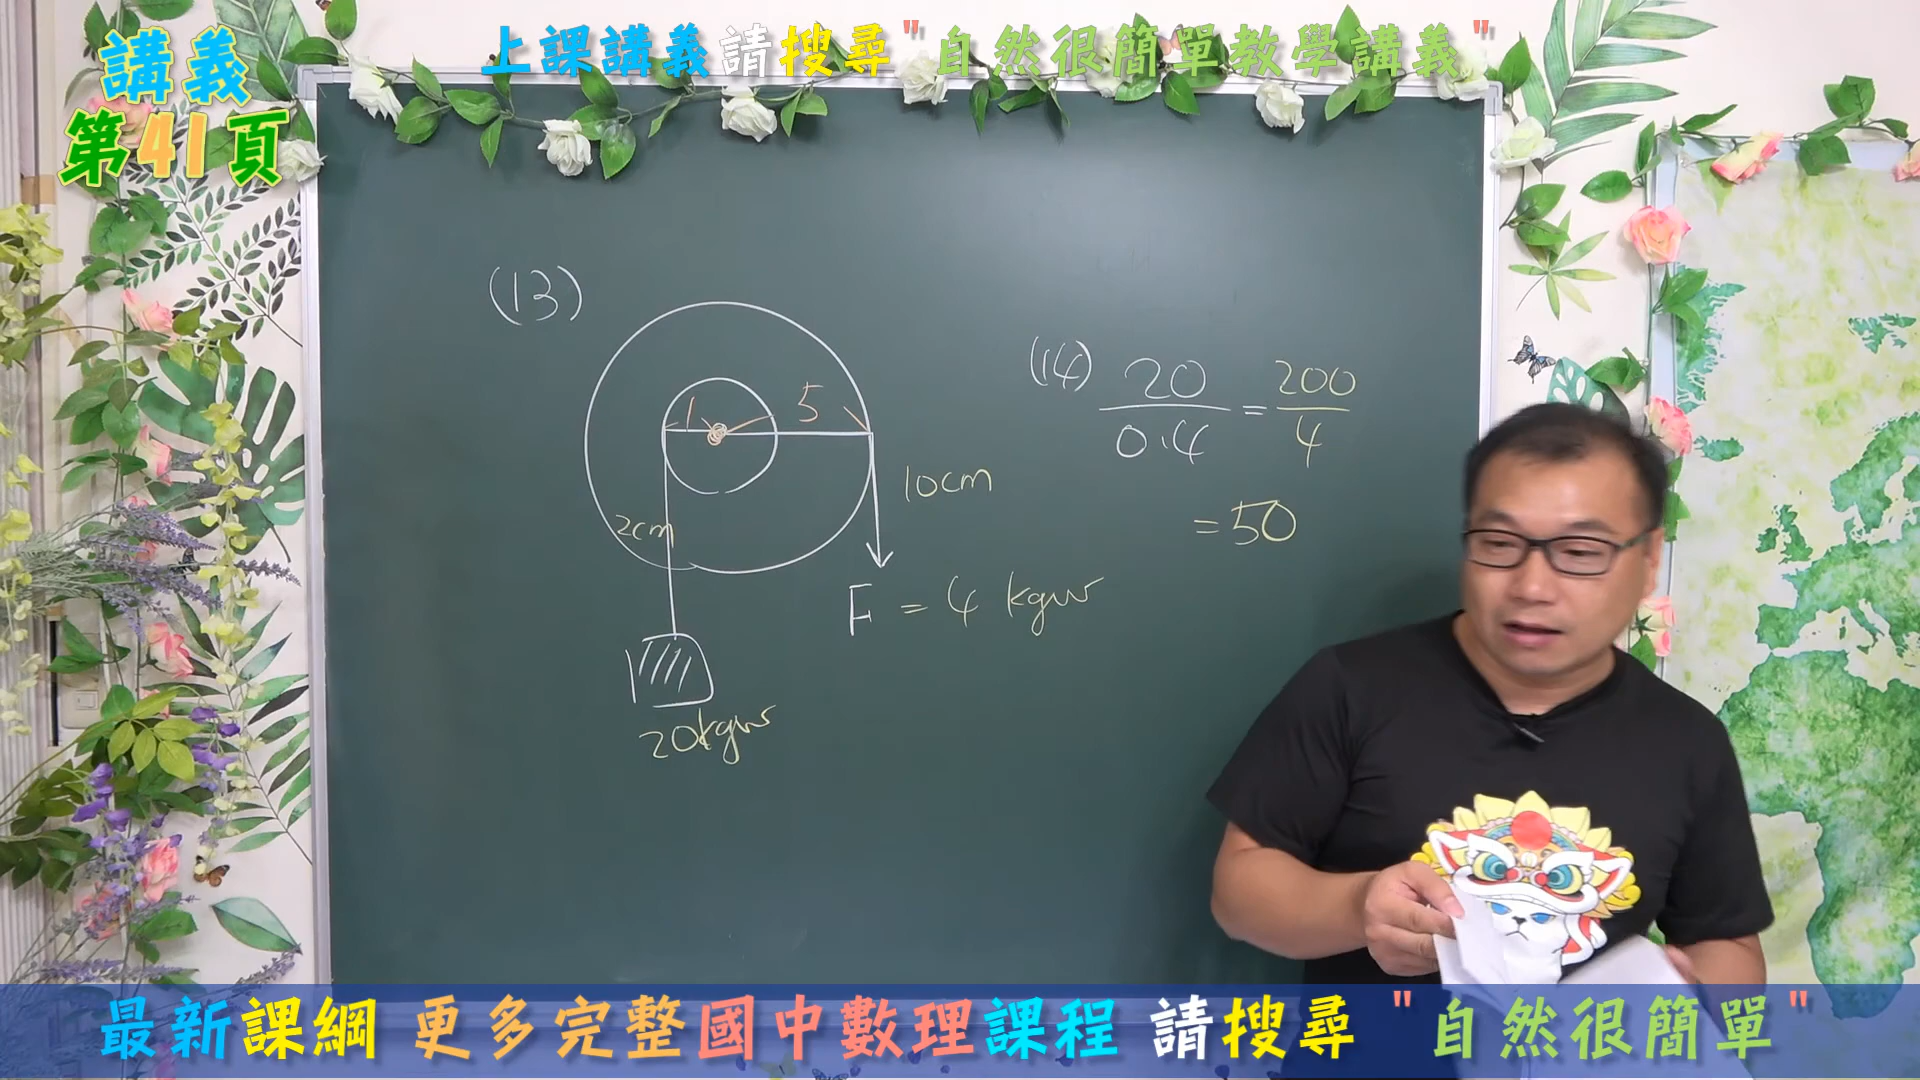 講義
第41頁
上課講義請搜尋"自然很簡單教學講義"
(13)
1 5
10cm
2cm
F = 4 kgw
20kgw
(14) 20/0.4 = 200/4
= 50
最新課綱 更多完整國中數理課程 請搜尋 "自然很簡單"